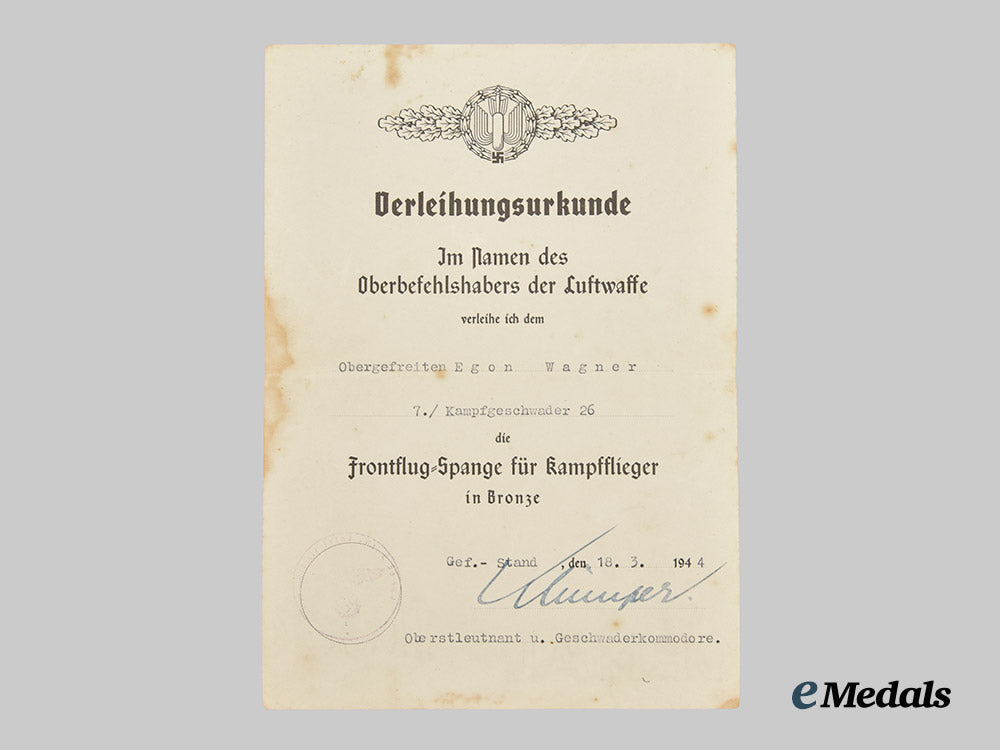 Verleihungsurkunde
Im Namen des
Oberbefehlshabers der Luftwaffe
verleihe ich dem
Obergefreiten Egon Wagner
7./ Kampfgeschwader 26
die
Frontflug-Spange für Kampfflieger
in Bronze
Gef.- Stand , den 18. 3. 1944
Klümper.
Oberstleutnant u. Geschwaderkommodore.
eMedals